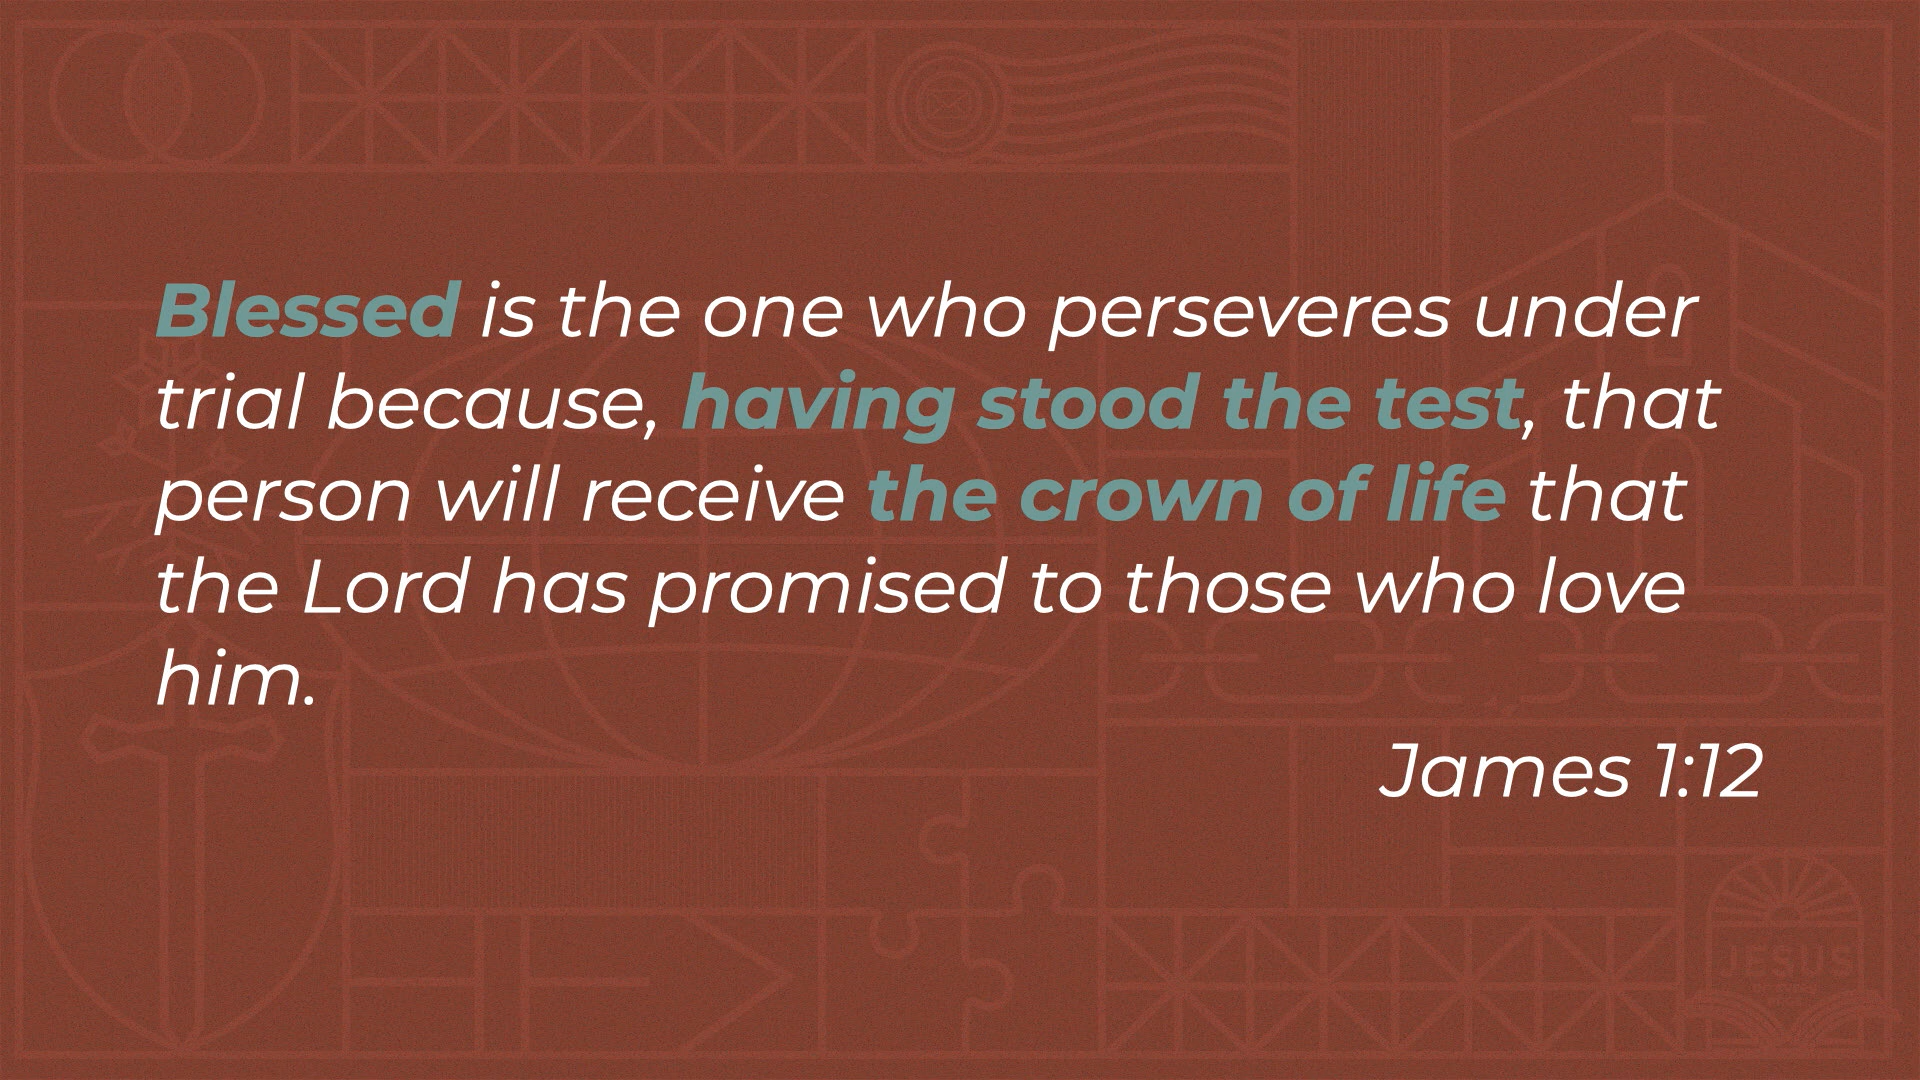 Blessed is the one who perseveres under
trial because, having stood the test, that
person will receive the crown of life that
the Lord has promised to those who love
him.
James 1:12
JESUS